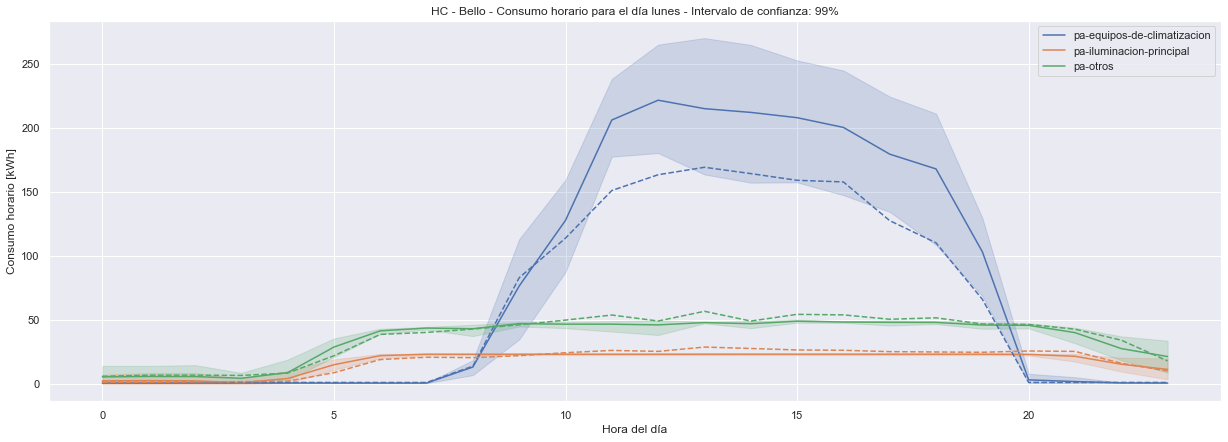 HC - Bello - Consumo horario para el día lunes - Intervalo de confianza: 99%
pa-equipos-de-climatizacion
pa-iluminacion-principal
pa-otros
Consumo horario [kWh]
250
200
150
100
50
0
0 5 10 15 20
Hora del día